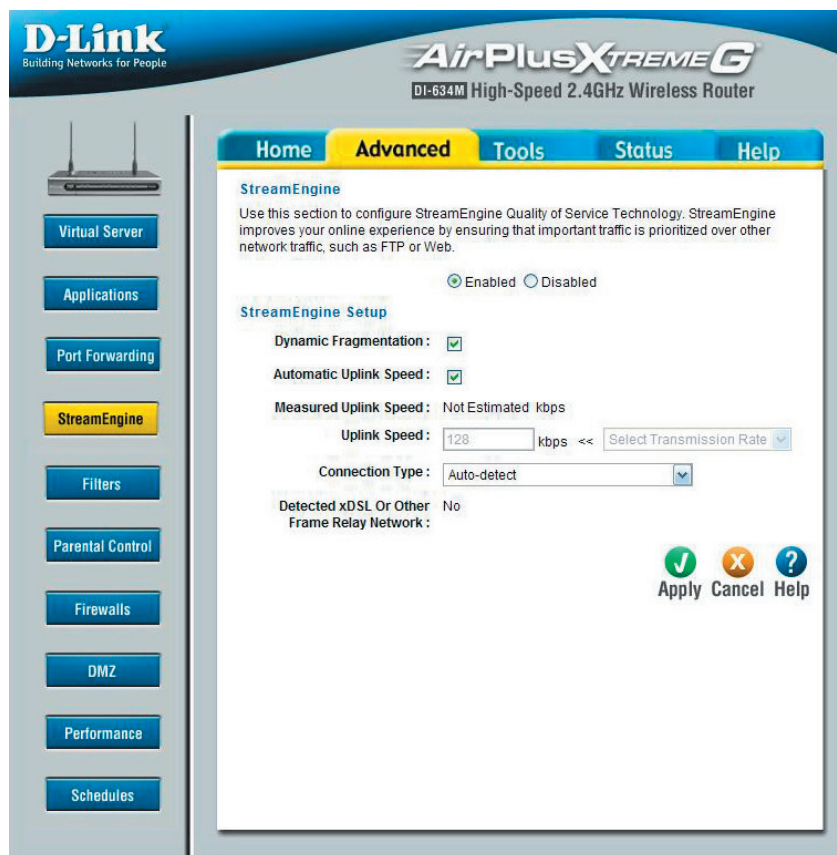 D-Link
Building Networks for People
AirPlus XTREME G
DI-634M High-Speed 2.4GHz Wireless Router
Home Advanced Tools Status Help
Virtual Server
Applications
Port Forwarding
StreamEngine
Filters
Parental Control
Firewalls
DMZ
Performance
Schedules
StreamEngine
Use this section to configure StreamEngine Quality of Service Technology. StreamEngine
improves your online experience by ensuring that important traffic is prioritized over other
network traffic, such as FTP or Web.
Enabled Disabled
StreamEngine Setup
Dynamic Fragmentation :
Automatic Uplink Speed :
Measured Uplink Speed : Not Estimated kbps
Uplink Speed : 128 kbps << Select Transmission Rate
Connection Type : Auto-detect
Detected xDSL Or Other No
Frame Relay Network :
Apply Cancel Help